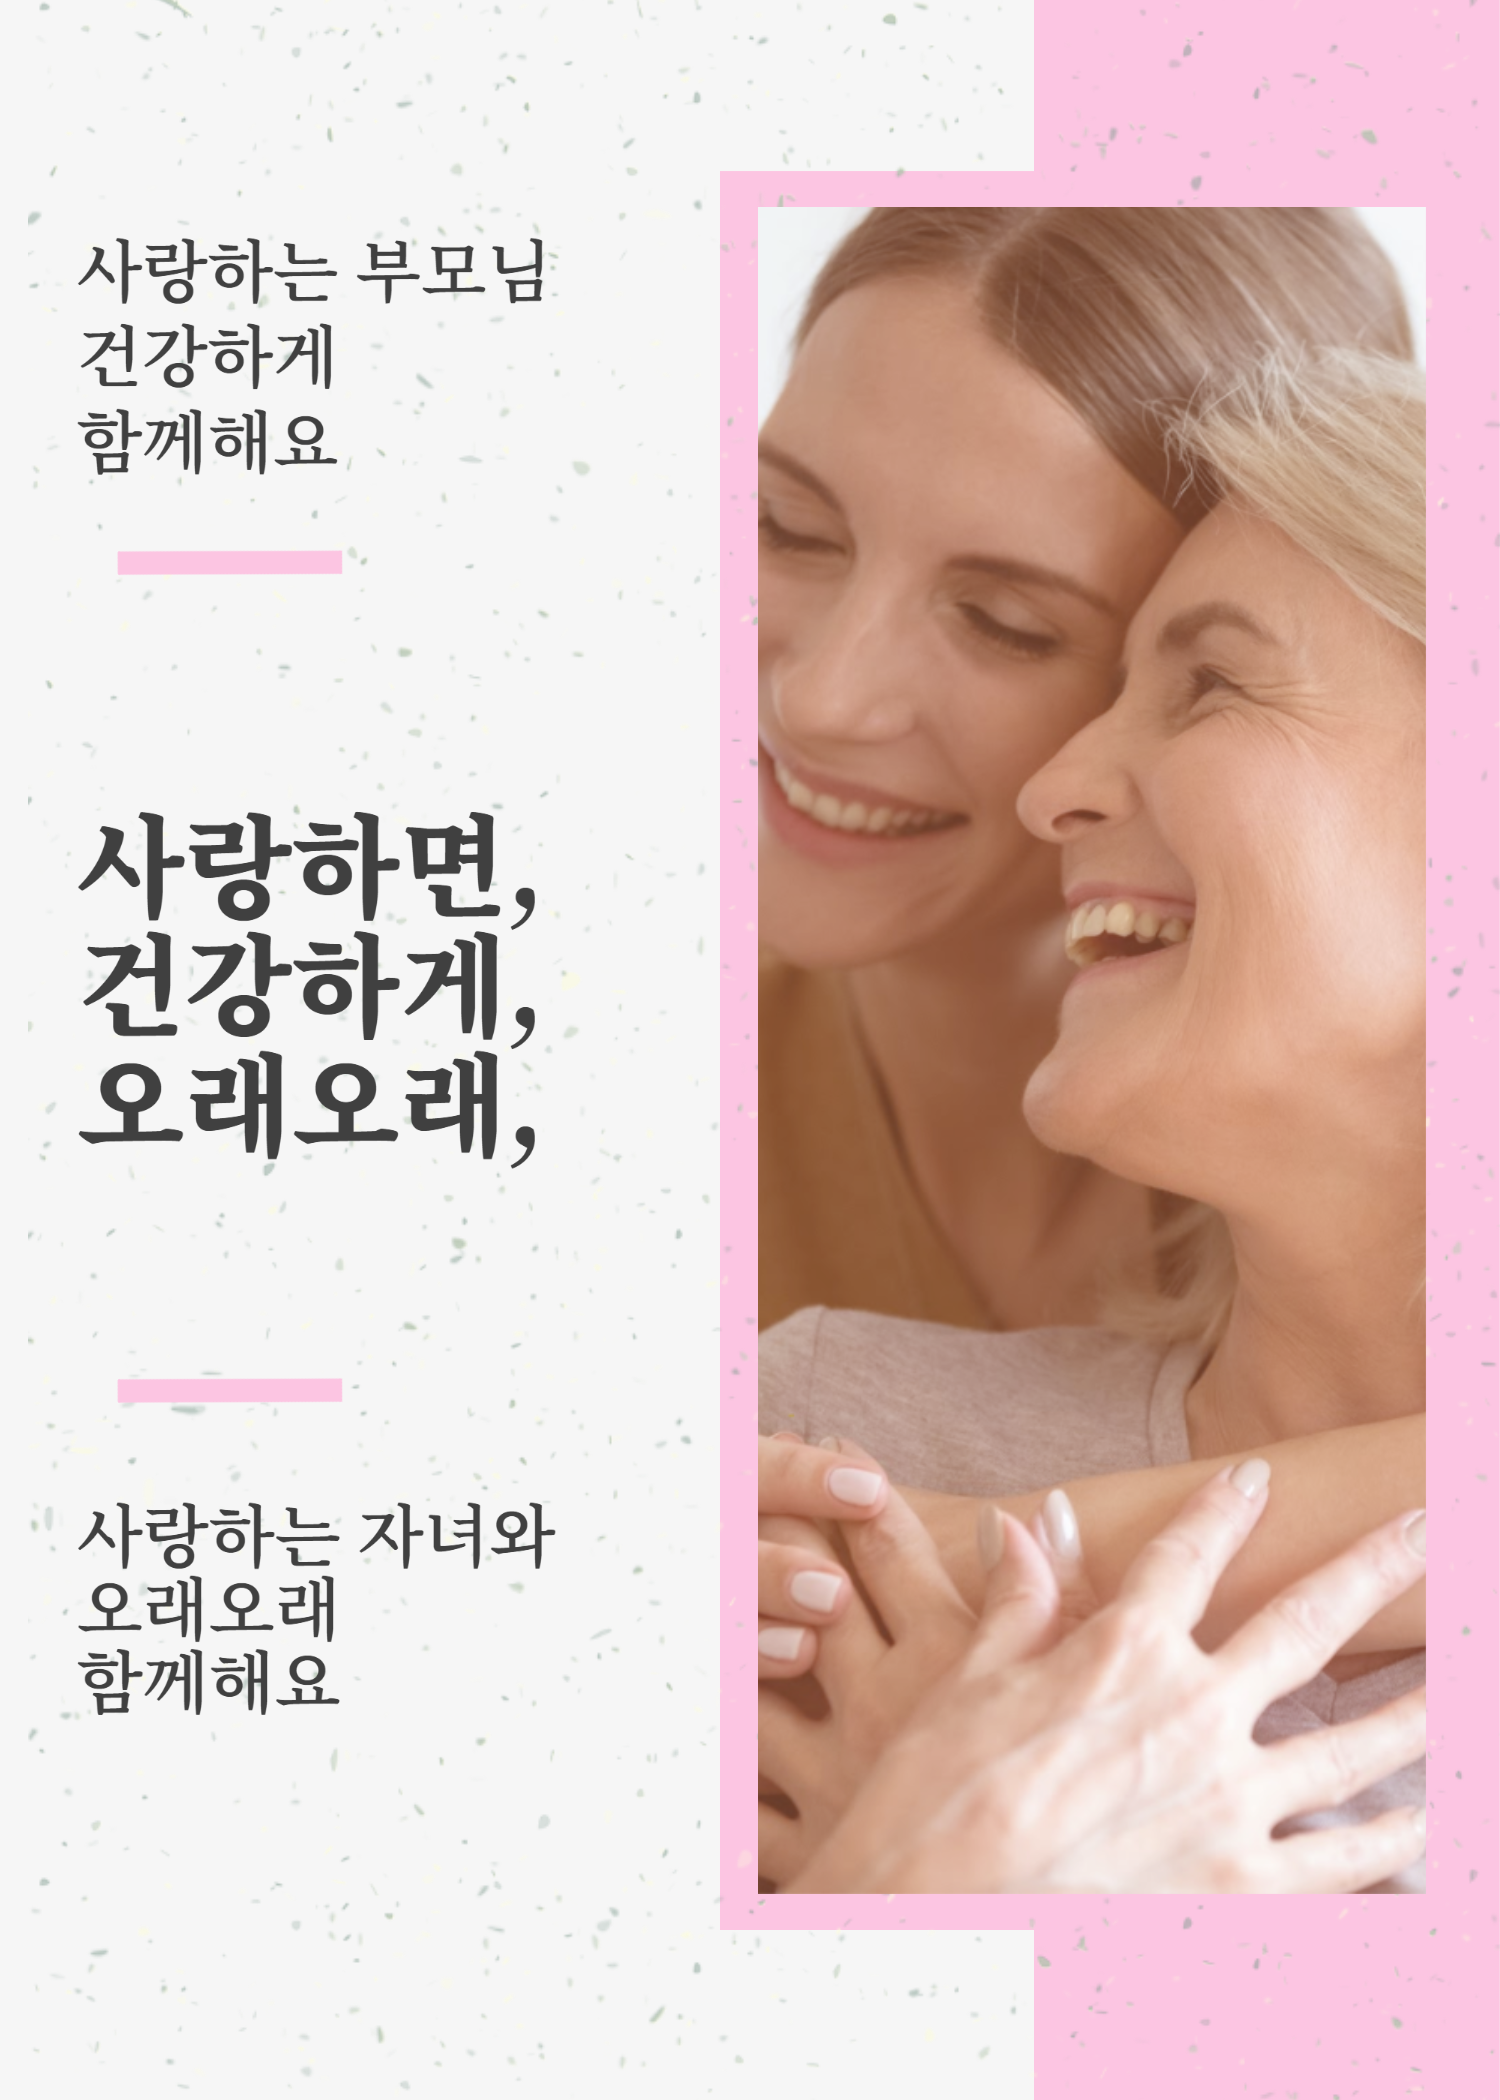 사랑하는 부모님
건강하게
함께해요
사랑하면,
건강하게,
오래오래,
사랑하는 자녀와
오래오래
함께해요